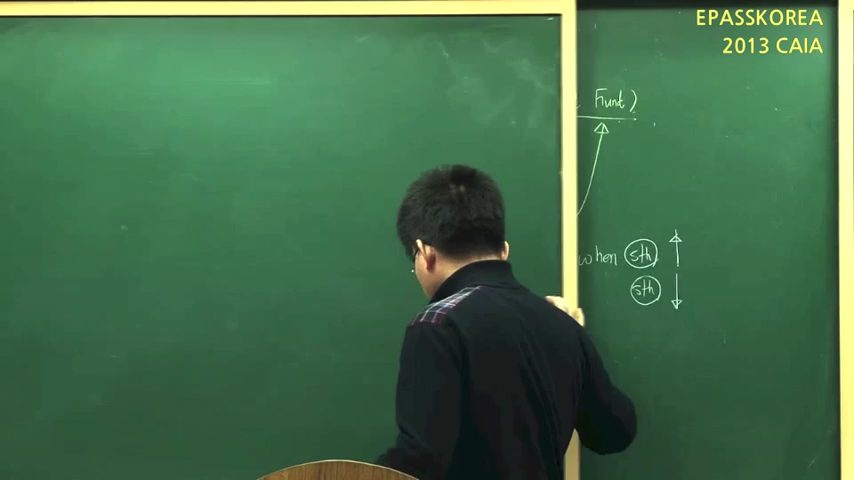 EPASSKOREA
2013 CAIA
Fund)
when sth
sth